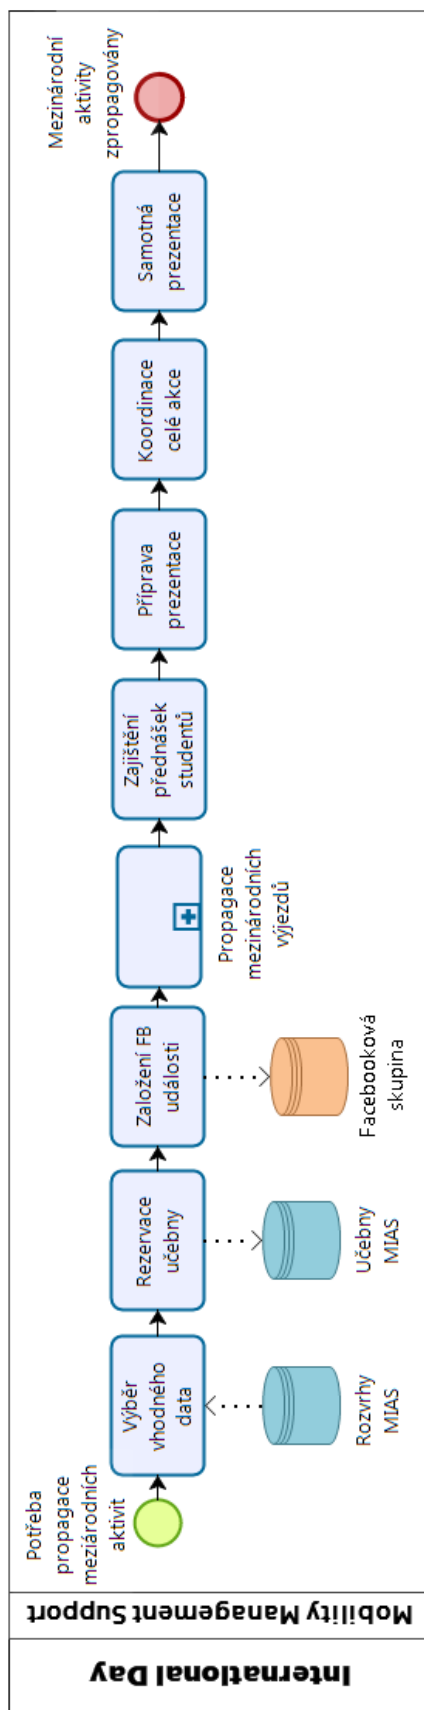 International Day
Mobility Management Support
Potřeba
propagace
meziárodních
aktivit
Výběr
vhodného
data
Rezervace
učebny
Založení FB
události
Propagace
mezinárodních
výjezdů
Zajištění
přednášek
studentů
Příprava
prezentace
Koordinace
celé akce
Samotná
prezentace
Mezinárodní
aktivity
zpropagovány
Rozvrhy
MIAS
Učebny
MIAS
Facebooková
skupina